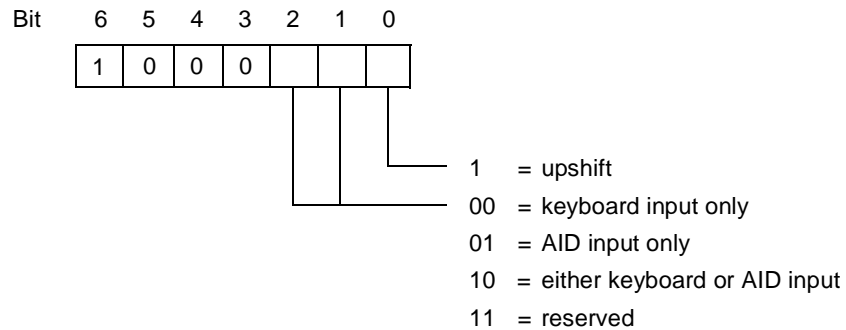 Bit 6 5 4 3 2 1 0
1 0 0 0
1 = upshift
00 = keyboard input only
01 = AID input only
10 = either keyboard or AID input
11 = reserved